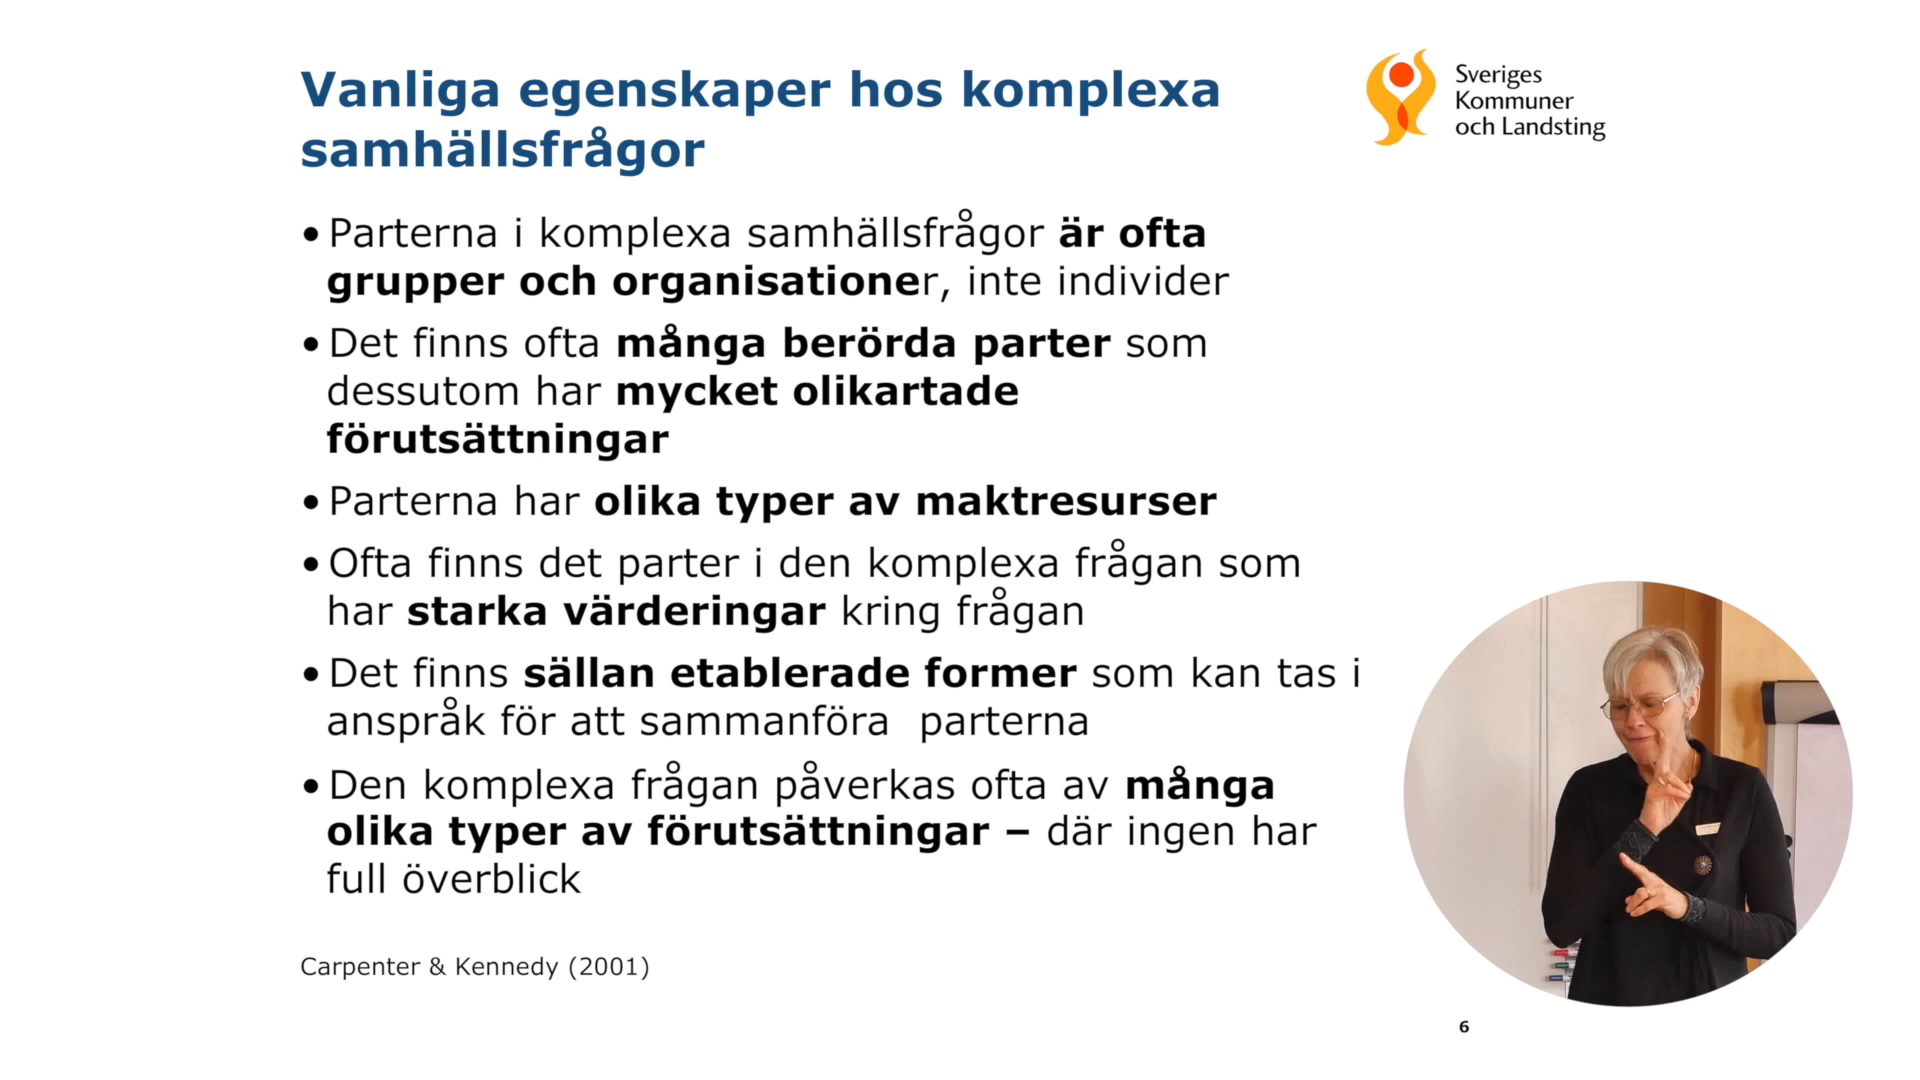 Vanliga egenskaper hos komplexa
samhällsfrågor
Sveriges
Kommuner
och Landsting
•Parterna i komplexa samhällsfrågor är ofta
grupper och organisationer, inte individer
•Det finns ofta många berörda parter som
dessutom har mycket olikartade
förutsättningar
•Parterna har olika typer av maktresurser
•Ofta finns det parter i den komplexa frågan som
har starka värderingar kring frågan
•Det finns sällan etablerade former som kan tas i
anspråk för att sammanföra  parterna
•Den komplexa frågan påverkas ofta av många
olika typer av förutsättningar – där ingen har
full överblick
Carpenter & Kennedy (2001)
6